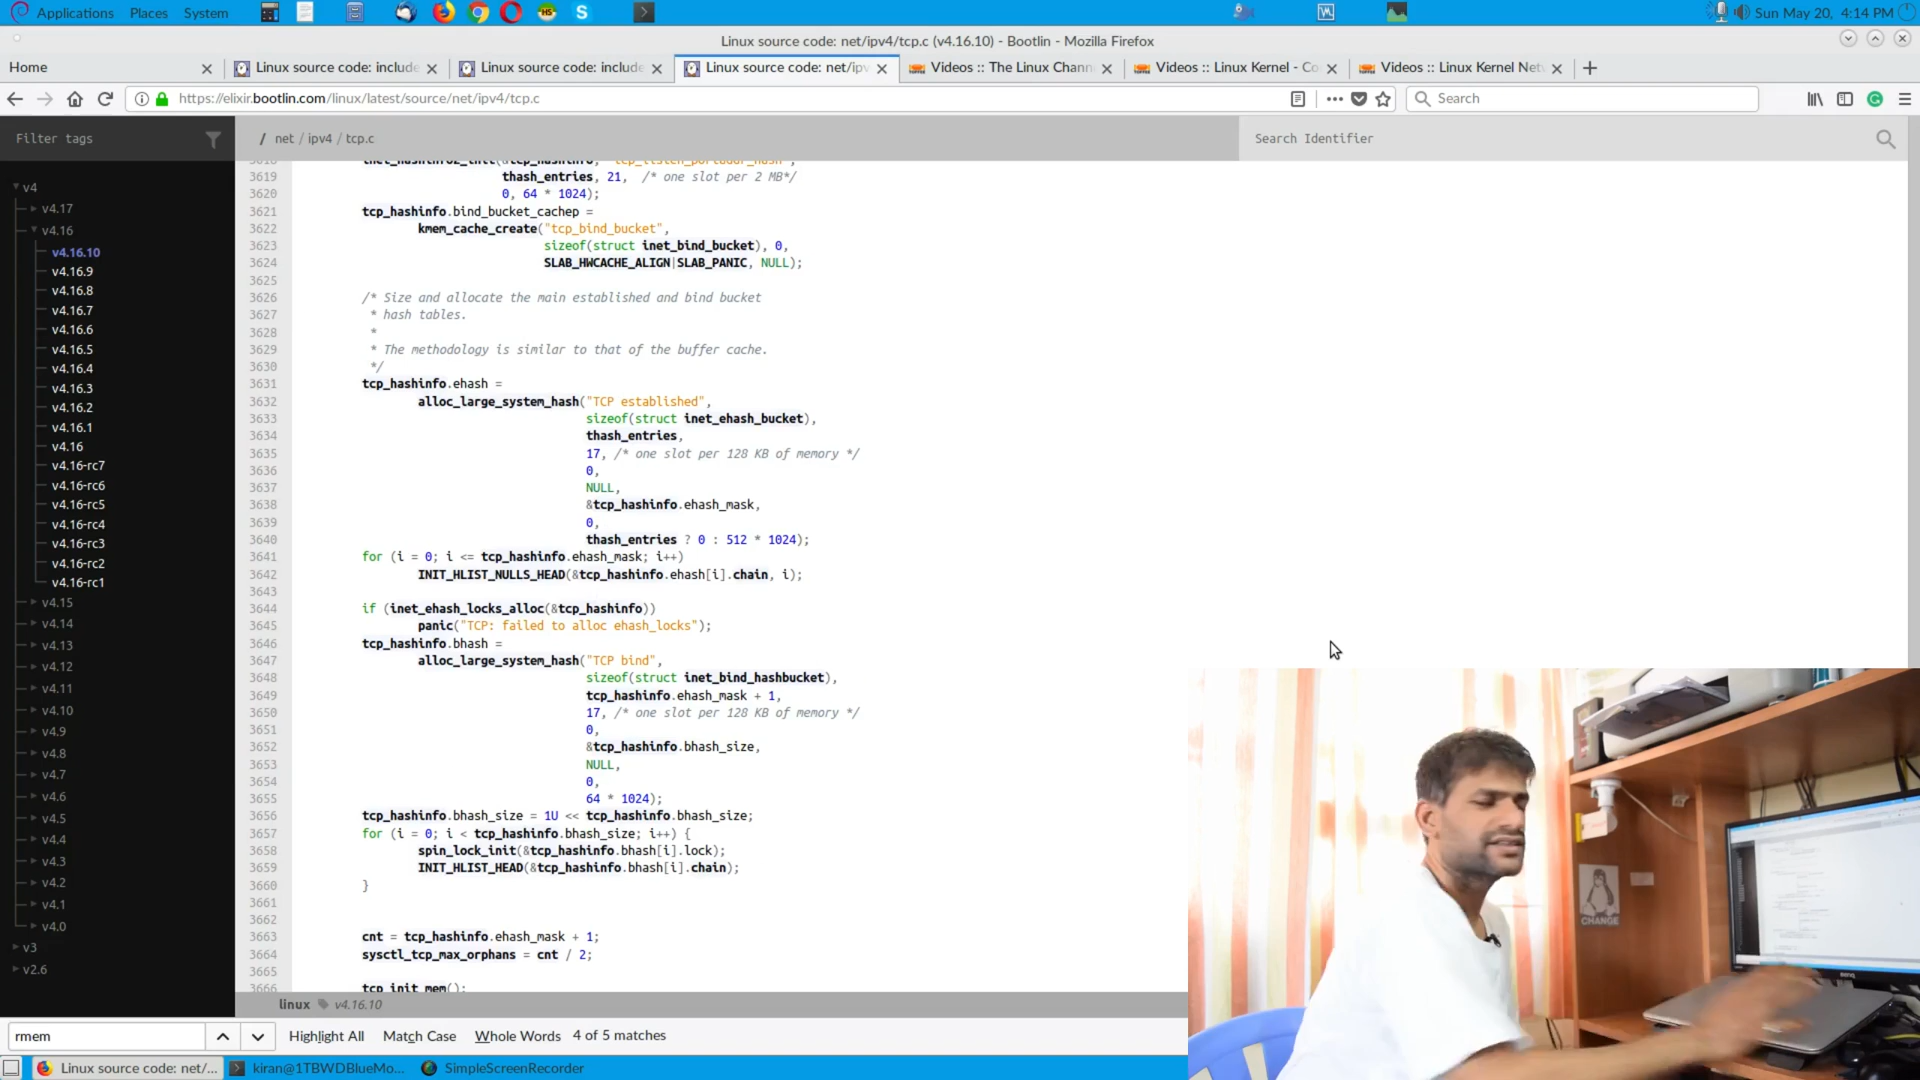 Applications Places System
Sun May 20, 4:14 PM
Linux source code: net/ipv4/tcp.c (v4.16.10) - Bootlin - Mozilla Firefox
Home
Linux source code: include
Linux source code: include
Linux source code: net/ipv
Videos :: The Linux Chann
Videos :: Linux Kernel - Co
Videos :: Linux Kernel Net
https://elixir.bootlin.com/linux/latest/source/net/ipv4/tcp.c
Search
Filter tags
/ net / ipv4 / tcp.c
Search Identifier
v4
v4.17
v4.16
v4.16.10
v4.16.9
v4.16.8
v4.16.7
v4.16.6
v4.16.5
v4.16.4
v4.16.3
v4.16.2
v4.16.1
v4.16
v4.16-rc7
v4.16-rc6
v4.16-rc5
v4.16-rc4
v4.16-rc3
v4.16-rc2
v4.16-rc1
v4.15
v4.14
v4.13
v4.12
v4.11
v4.10
v4.9
v4.8
v4.7
v4.6
v4.5
v4.4
v4.3
v4.2
v4.1
v4.0
v3
v2.6
3619 thash_entries, 21, /* one slot per 2 MB*/
3620 0, 64 * 1024);
3621 tcp_hashinfo.bind_bucket_cachep =
3622 kmem_cache_create("tcp_bind_bucket",
3623 sizeof(struct inet_bind_bucket), 0,
3624 SLAB_HWCACHE_ALIGN|SLAB_PANIC, NULL);
3625
3626 /* Size and allocate the main established and bind bucket
3627 * hash tables.
3628 *
3629 * The methodology is similar to that of the buffer cache.
3630 */
3631 tcp_hashinfo.ehash =
3632 alloc_large_system_hash("TCP established",
3633 sizeof(struct inet_ehash_bucket),
3634 thash_entries,
3635 17, /* one slot per 128 KB of memory */
3636 0,
3637 NULL,
3638 &tcp_hashinfo.ehash_mask,
3639 0,
3640 thash_entries ? 0 : 512 * 1024);
3641 for (i = 0; i <= tcp_hashinfo.ehash_mask; i++)
3642 INIT_HLIST_NULLS_HEAD(&tcp_hashinfo.ehash[i].chain, i);
3643
3644 if (inet_ehash_locks_alloc(&tcp_hashinfo))
3645 panic("TCP: failed to alloc ehash_locks");
3646 tcp_hashinfo.bhash =
3647 alloc_large_system_hash("TCP bind",
3648 sizeof(struct inet_bind_hashbucket),
3649 tcp_hashinfo.ehash_mask + 1,
3650 17, /* one slot per 128 KB of memory */
3651 0,
3652 &tcp_hashinfo.bhash_size,
3653 NULL,
3654 0,
3655 64 * 1024);
3656 tcp_hashinfo.bhash_size = 1U << tcp_hashinfo.bhash_size;
3657 for (i = 0; i < tcp_hashinfo.bhash_size; i++) {
3658 spin_lock_init(&tcp_hashinfo.bhash[i].lock);
3659 INIT_HLIST_HEAD(&tcp_hashinfo.bhash[i].chain);
3660 }
3661
3662
3663 cnt = tcp_hashinfo.ehash_mask + 1;
3664 sysctl_tcp_max_orphans = cnt / 2;
3665
3666 tcp_init_mem();
linux v4.16.10
CHANGE
BenQ
rmem Highlight All Match Case Whole Words 4 of 5 matches
Linux source code: net/... kiran@1TBWDBlueMo... SimpleScreenRecorder